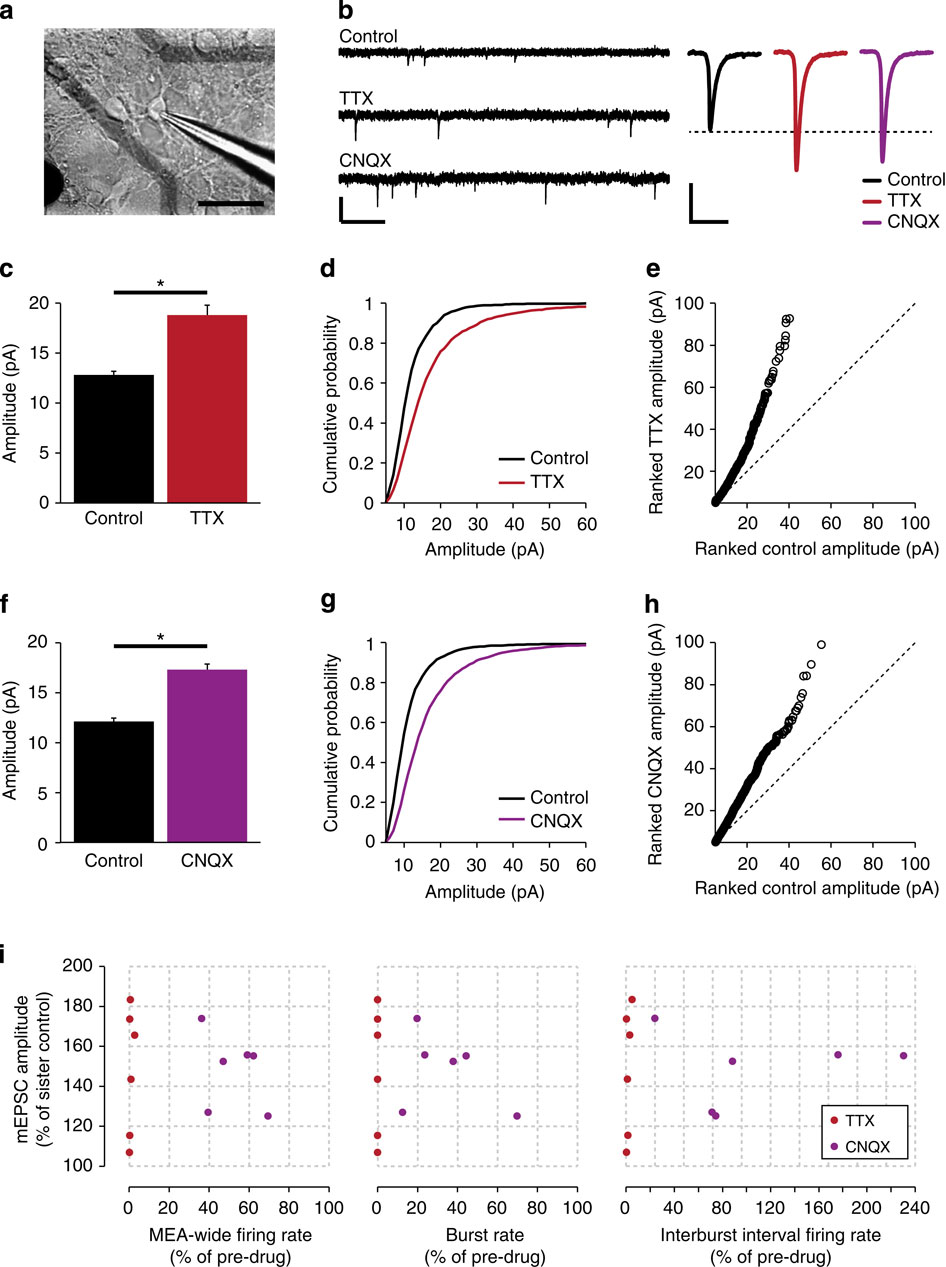 a
b
Control
TTX
CNQX
Control
TTX
CNQX
c
Amplitude (pA)
20
15
10
5
0
*
Control
TTX
d
Cumulative probability
1
0.8
0.6
0.4
0.2
0
Control
TTX
10
20
30
40
50
60
Amplitude (pA)
e
Ranked TTX amplitude (pA)
100
80
60
40
20
20
40
60
80
100
Ranked control amplitude (pA)
f
Amplitude (pA)
20
15
10
5
0
*
Control
CNQX
g
Cumulative probability
1
0.8
0.6
0.4
0.2
0
Control
CNQX
10
20
30
40
50
60
Amplitude (pA)
h
Ranked CNQX amplitude (pA)
100
80
60
40
20
20
40
60
80
100
Ranked control amplitude (pA)
i
mEPSC amplitude
(% of sister control)
200
180
160
140
120
100
0
20
40
60
80
100
MEA-wide firing rate
(% of pre-drug)
0
20
40
60
80
100
Burst rate
(% of pre-drug)
TTX
CNQX
0
40
80
120
160
200
240
Interburst interval firing rate
(% of pre-drug)